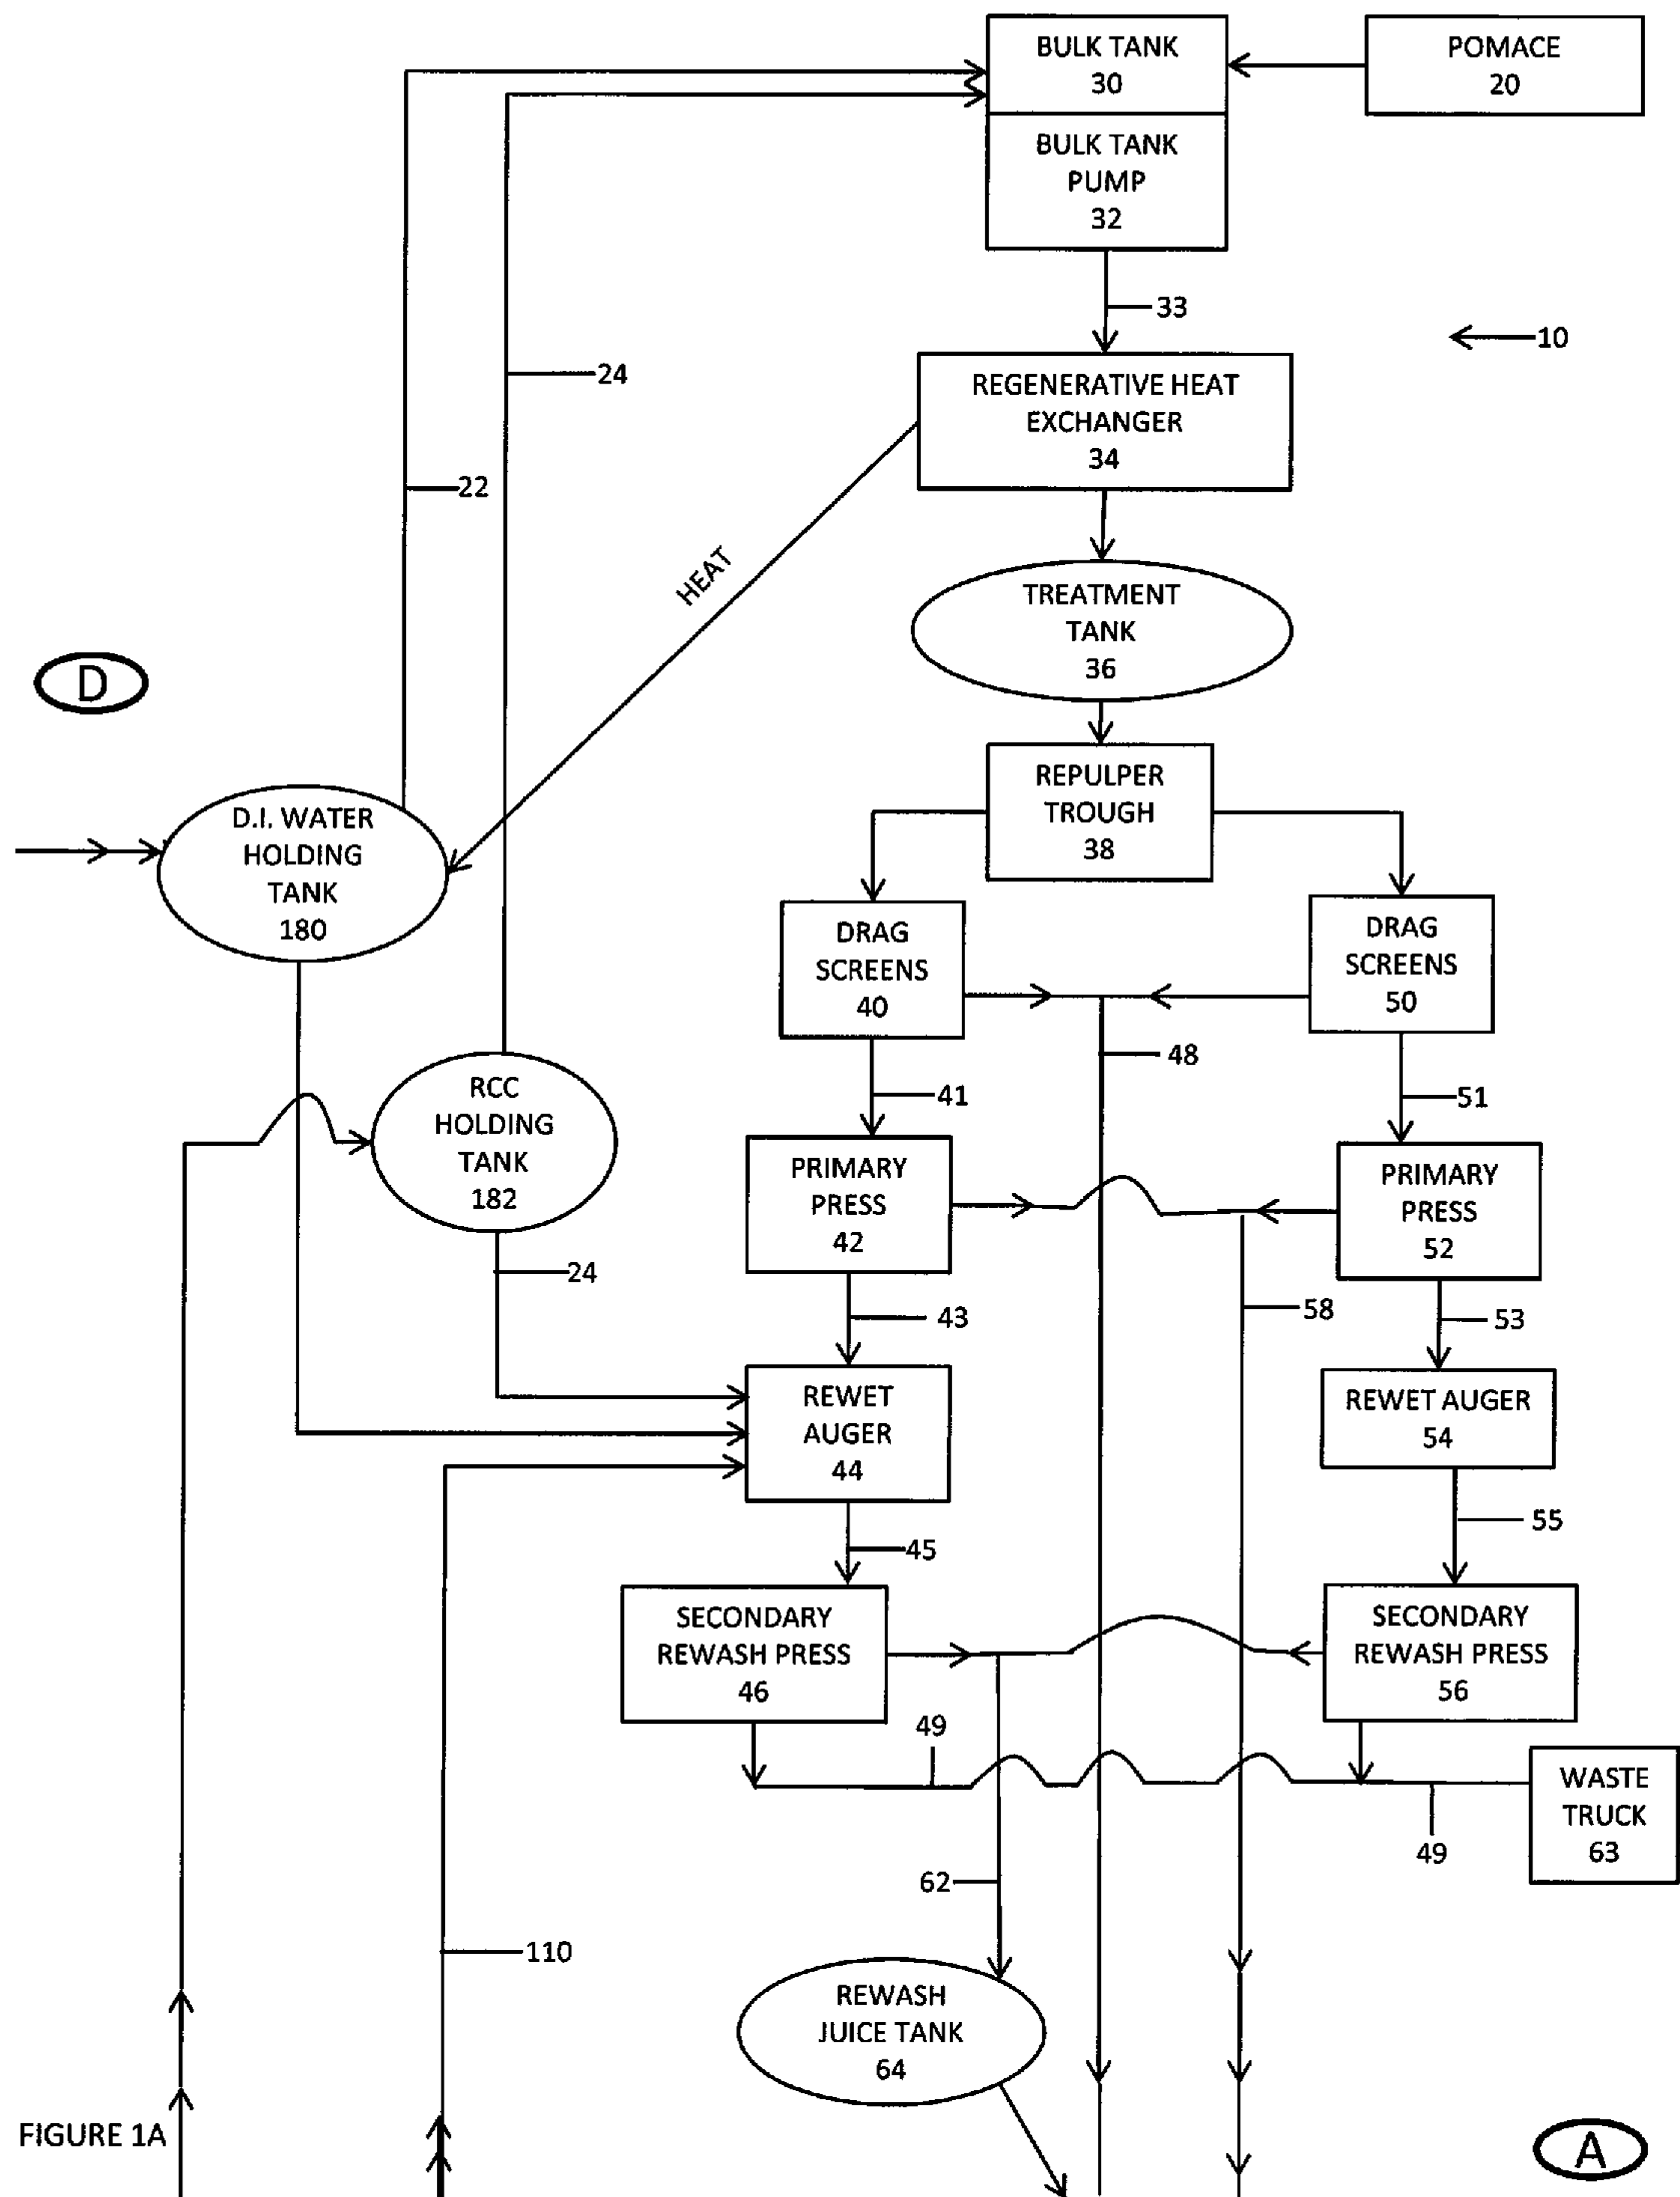 BULK TANK
30
POMACE
20
BULK TANK
PUMP
32
33
10
24
REGENERATIVE HEAT
EXCHANGER
34
22
HEAT
TREATMENT
TANK
36
D
REPULPER
TROUGH
38
D.I. WATER
HOLDING
TANK
180
DRAG
SCREENS
40
DRAG
SCREENS
50
48
41
51
RCC
HOLDING
TANK
182
PRIMARY
PRESS
42
PRIMARY
PRESS
52
24
43
58
53
REWET
AUGER
44
REWET AUGER
54
45
55
SECONDARY
REWASH PRESS
46
SECONDARY
REWASH PRESS
56
49
WASTE
TRUCK
63
49
62
110
REWASH
JUICE TANK
64
FIGURE 1A
A